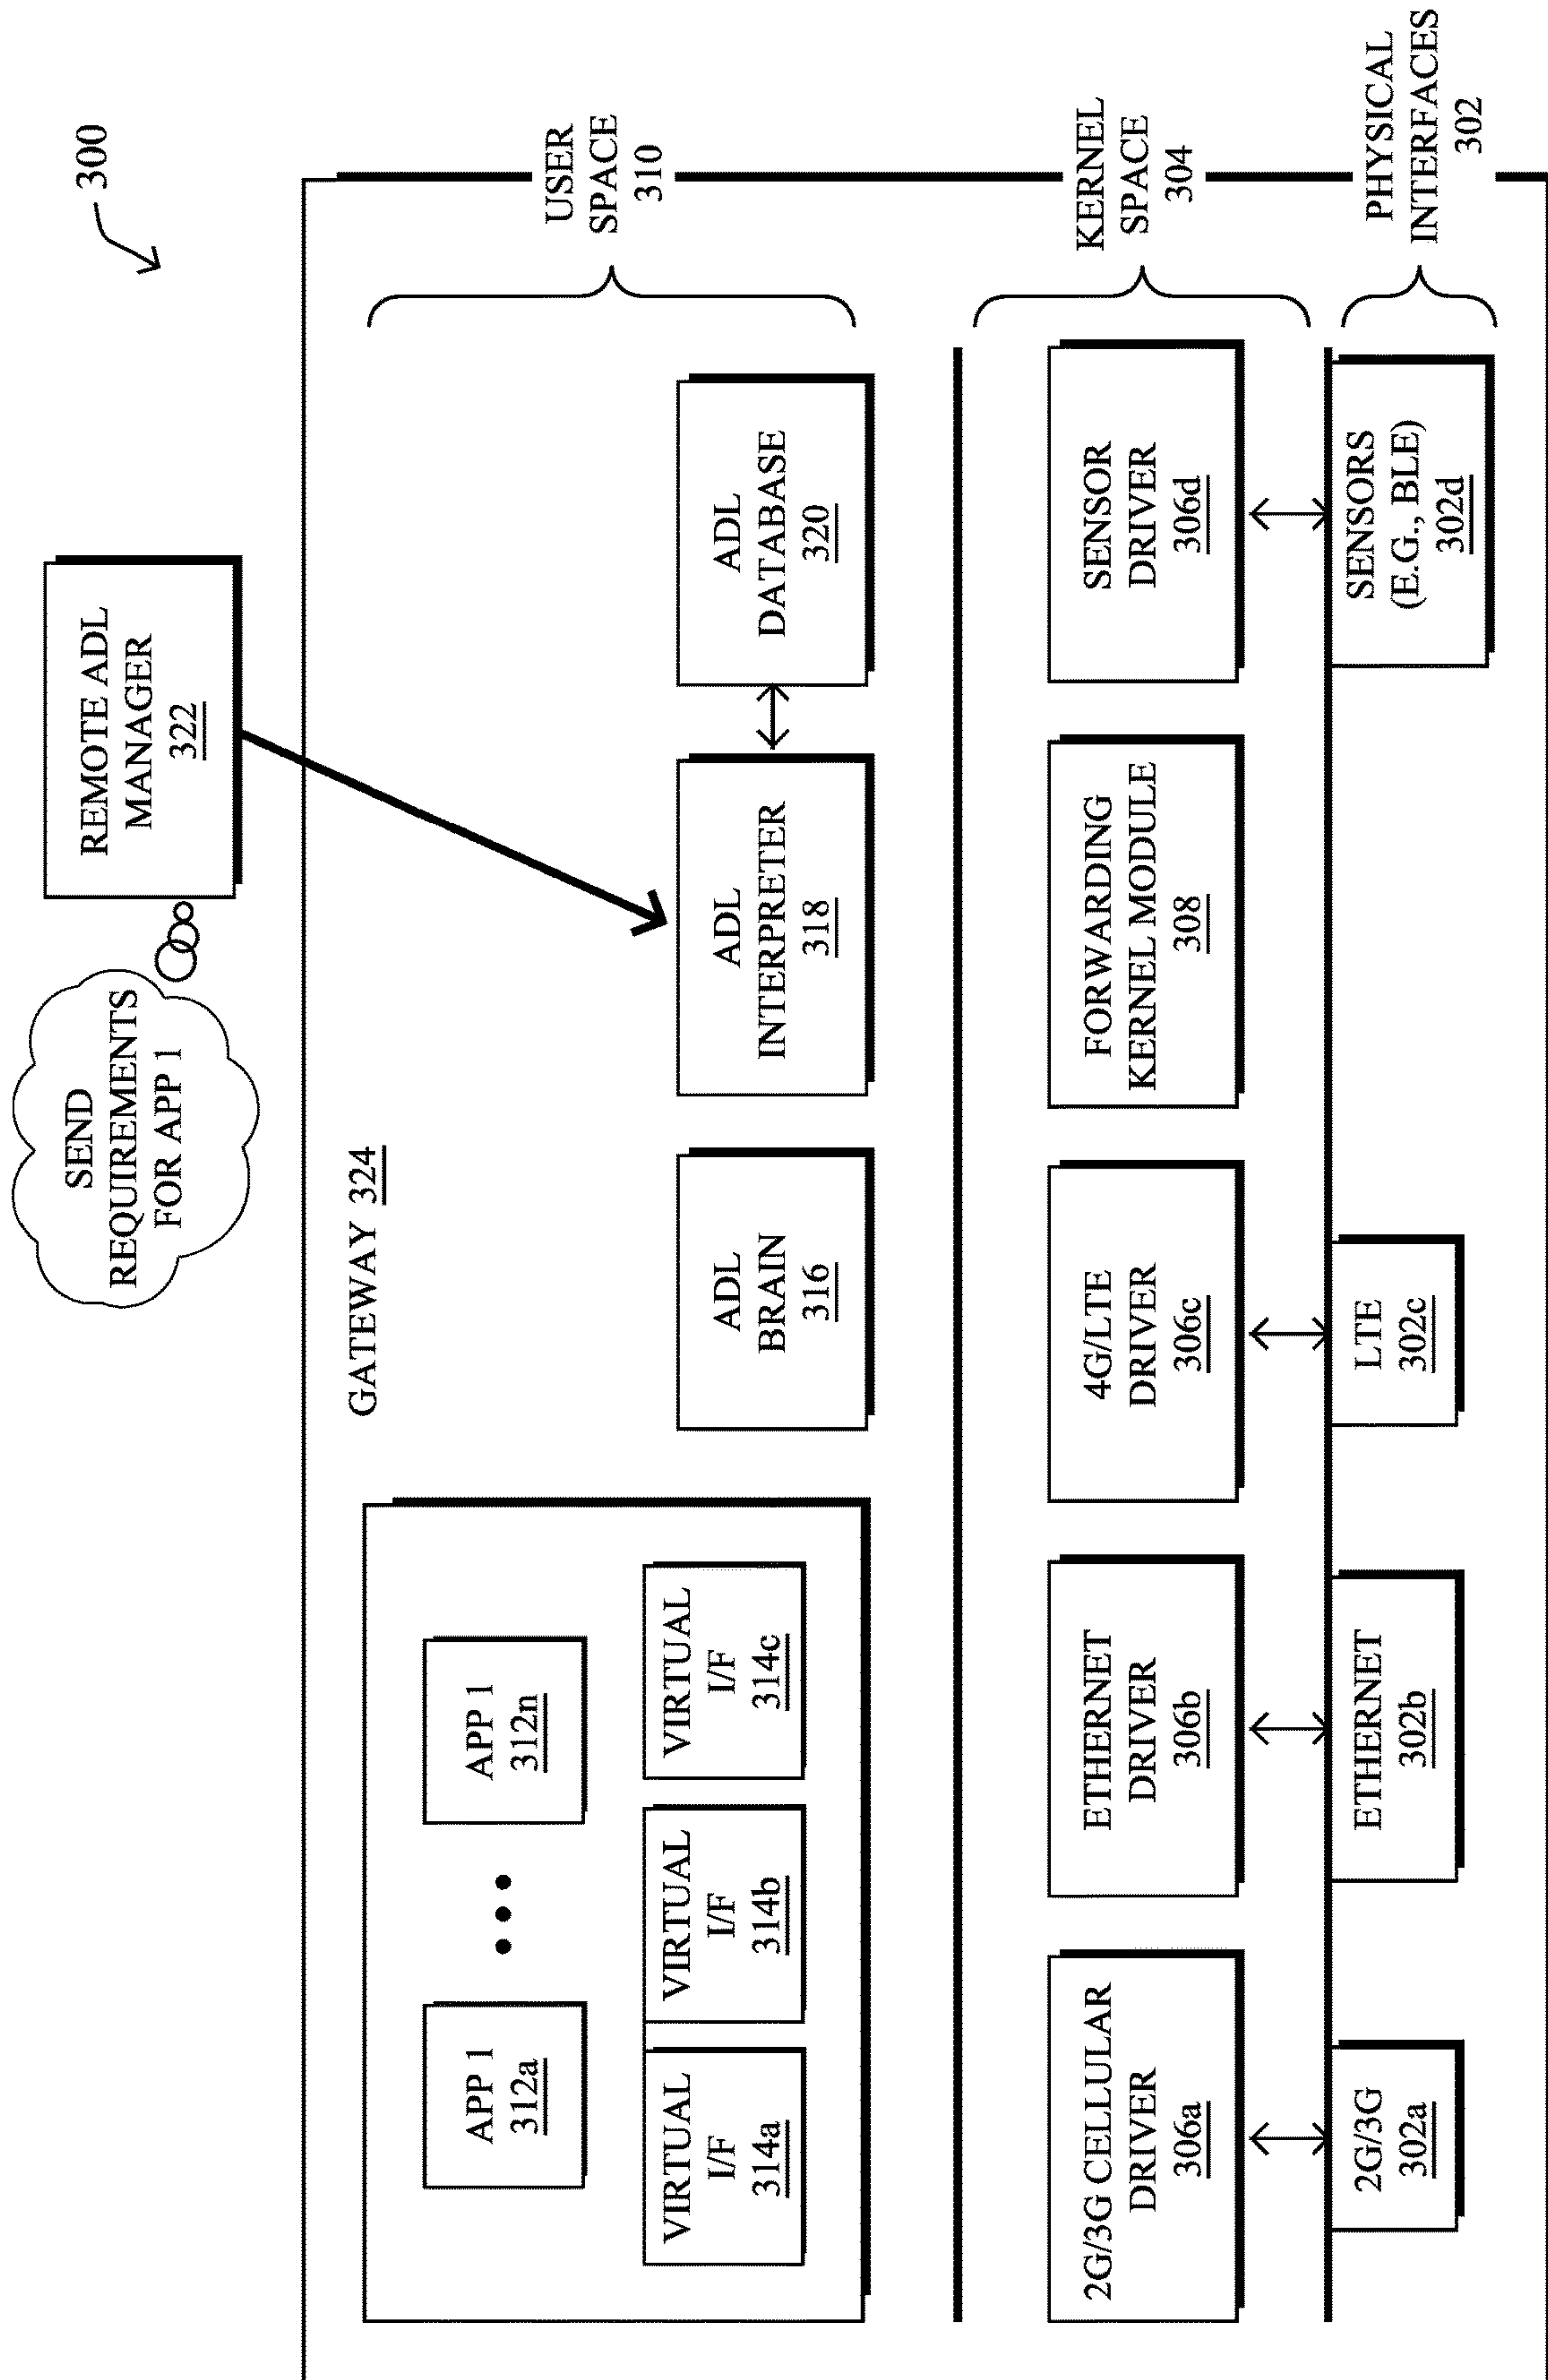 300
SEND
REQUIREMENTS
FOR APP 1
REMOTE ADL
MANAGER
322
GATEWAY 324
APP 1
312a
APP 1
312n
VIRTUAL
I/F
314a
VIRTUAL
I/F
314b
VIRTUAL
I/F
314c
ADL
BRAIN
316
ADL
INTERPRETER
318
ADL
DATABASE
320
USER
SPACE
310
2G/3G CELLULAR
DRIVER
306a
ETHERNET
DRIVER
306b
4G/LTE
DRIVER
306c
FORWARDING
KERNEL MODULE
308
SENSOR
DRIVER
306d
KERNEL
SPACE
304
2G/3G
302a
ETHERNET
302b
LTE
302c
SENSORS
(E.G., BLE)
302d
PHYSICAL
INTERFACES
302